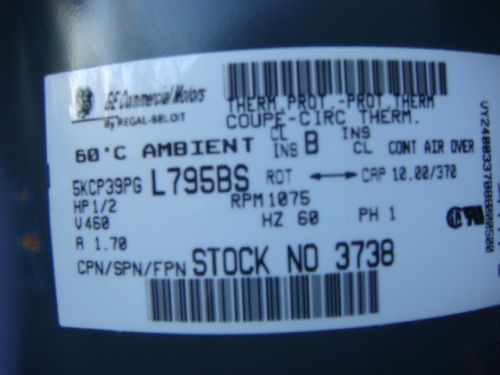 GE Commercial Motors
By REGAL-BELOIT
THERM. PROT.-PROT. THERM
COUPE-CIRC THERM.
60°C AMBIENT
CL INS B INS CL
CONT AIR OVER
5KCP39PG L795BS ROT ↔ CAP 10.00/370
HP 1/2 RPM 1075
V 460 HZ 60 PH 1
A 1.70
CPN/SPN/FPN STOCK NO 3738